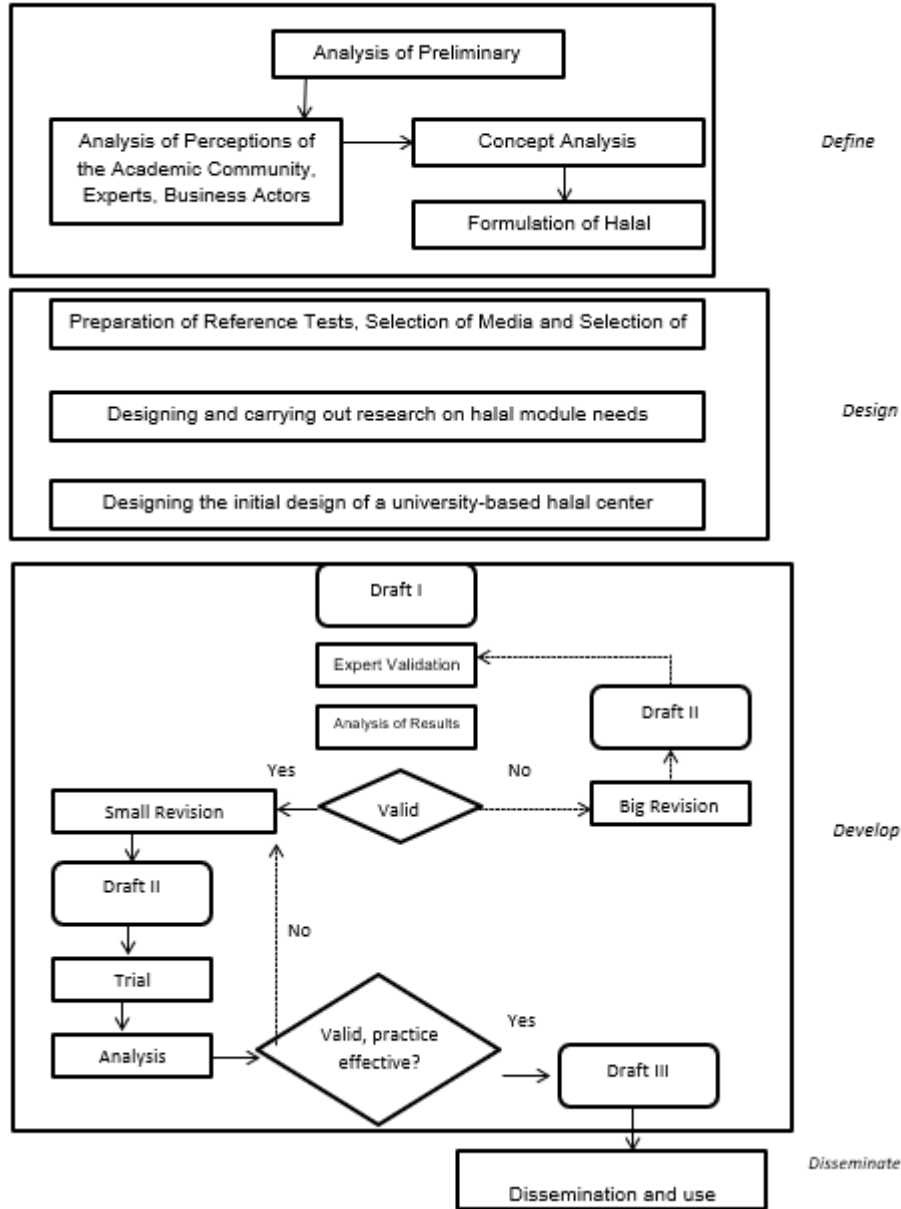 Analysis of Preliminary
Analysis of Perceptions of
the Academic Community,
Experts, Business Actors
Concept Analysis
Formulation of Halal
Define
Preparation of Reference Tests, Selection of Media and Selection of
Designing and carrying out research on halal module needs
Designing the initial design of a university-based halal center
Design
Draft I
Expert Validation
Analysis of Results
Draft II
Yes
No
Small Revision
Valid
Big Revision
Develop
Draft II
No
Trial
Analysis
Valid, practice
effective?
Yes
Draft III
Disseminate
Dissemination and use